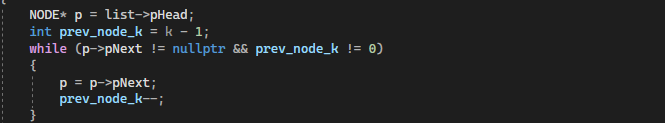 {
NODE* p = list->pHead;
int prev_node_k = k - 1;
while (p->pNext != nullptr && prev_node_k != 0)
{
p = p->pNext;
prev_node_k--;
}